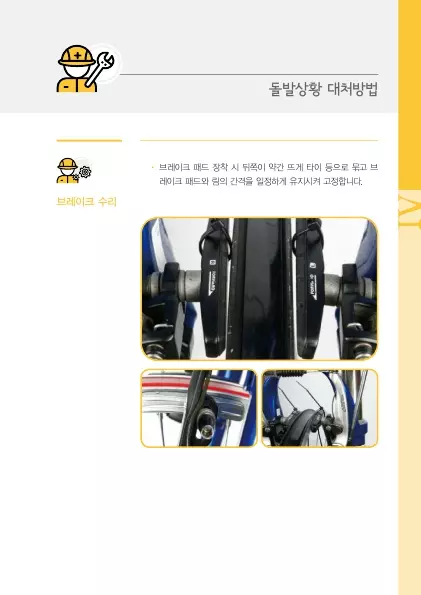 돌발상황 대처방법
브레이크 수리
· 브레이크 패드 장착 시 뒤쪽이 약간 뜨게 타이 등으로 묶고 브
레이크 패드와 림의 간격을 일정하게 유지시켜 고정합니다.